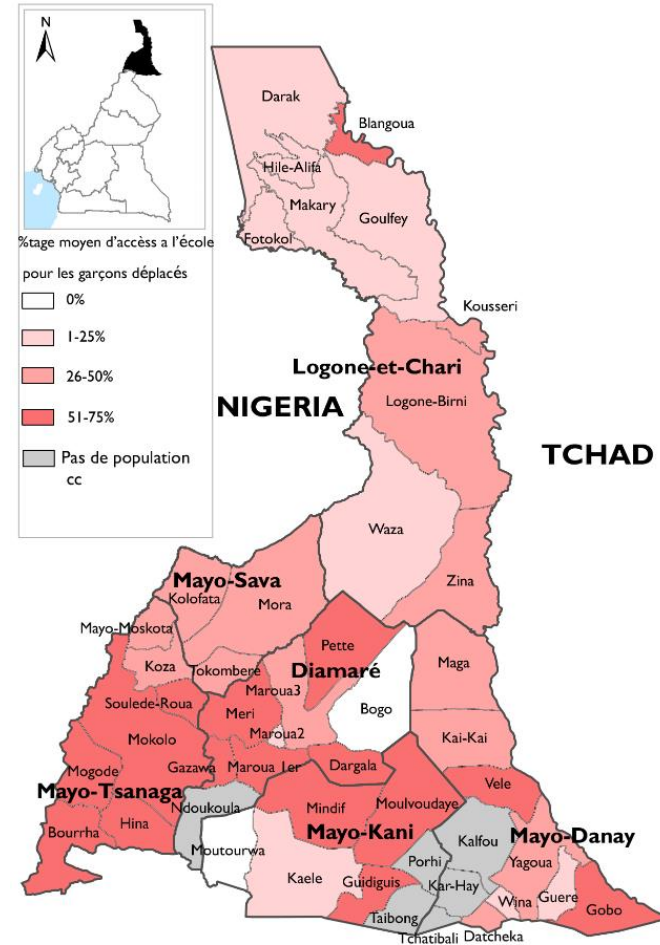 N
%tage moyen d'accès a l'école
pour les garçons déplacés
0%
1-25%
26-50%
51-75%
Pas de population
cc
Darak
Blangoua
Hile-Alifa
Makary
Goulfey
Fotokol
Kousseri
Logone-et-Chari
Logone-Birni
NIGERIA
TCHAD
Waza
Zina
Mayo-Sava
Kolofata
Mora
Mayo-Moskota
Koza
Tokomberé
Pette
Diamaré
Maga
Maroua3
Soulede-Roua
Meri
Bogo
Maroua2
Kai-Kai
Mokolo
Mogode
Gazawa
Maroua 1er
Dargala
Vele
Mayo-Tsanaga
Ndoukoula
Mindif
Moulvoudaye
Bourrha
Hina
Mayo-Kani
Kalfou
Mayo-Danay
Moutourwa
Porhi
Yagoua
Kaele
Guidiguis
Kar-Hay
Wina
Guere
Gobo
Taibong
Tchatibali
Datcheka